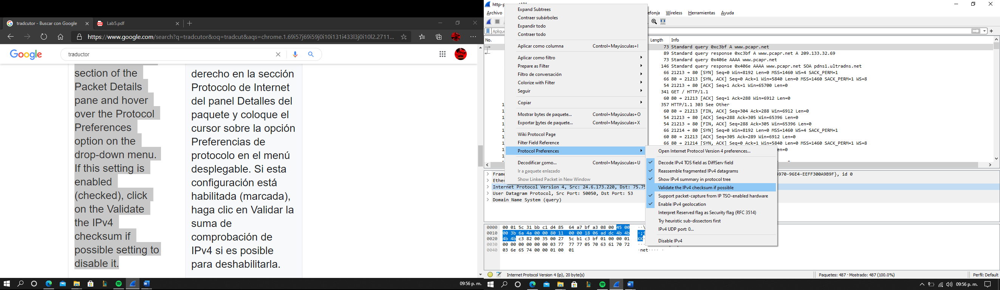 tradcutor - Buscar con Google
Lab5.pdf
https://www.google.com/search?q=tradcutor&oq=tradcut&aqs=chrome.1.69i57j69i59j0i10i131i433l3j0i10l2.2711...
Google
traductor
section of the
Packet Details
pane and hover
over the Protocol
Preferences
option on the
drop-down menu.
If this setting is
enabled
(checked), click
on the Validate
the IPv4
checksum if
possible setting to
disable it.
derecho en la sección
Protocolo de Internet
del panel Detalles del
paquete y coloque el
cursor sobre la opción
Preferencias de
protocolo en el menú
desplegable. Si esta
configuración está
habilitada (marcada),
haga clic en Validar la
suma de
comprobación de
IPv4 si es posible
para deshabilitarla.
09:56 p. m.
http-p
Archivo
efonía Wireless Herramientas Ayuda
Aplique
No.
Length Info
73 Standard query 0xc3bf A www.pcapr.net
89 Standard query response 0xc3bf A www.pcapr.net A 209.133.32.69
73 Standard query 0x406e AAAA www.pcapr.net
146 Standard query response 0x406e AAAA www.pcapr.net SOA pdns1.ultradns.net
66 21213 → 80 [SYN] Seq=0 Win=8192 Len=0 MSS=1460 WS=4 SACK_PERM=1
66 80 → 21213 [SYN, ACK] Seq=0 Ack=1 Win=5840 Len=0 MSS=1460 SACK_PERM=1 WS=8
54 21213 → 80 [ACK] Seq=1 Ack=1 Win=65700 Len=0
341 GET / HTTP/1.1
60 80 → 21213 [ACK] Seq=1 Ack=288 Win=6912 Len=0
357 HTTP/1.1 303 See Other
60 80 → 21213 [FIN, ACK] Seq=304 Ack=288 Win=6912 Len=0
54 21213 → 80 [ACK] Seq=288 Ack=305 Win=65396 Len=0
54 21213 → 80 [FIN, ACK] Seq=288 Ack=305 Win=65396 Len=0
66 21214 → 80 [SYN] Seq=0 Win=8192 Len=0 MSS=1460 WS=4 SACK_PERM=1
60 80 → 21213 [ACK] Seq=305 Ack=289 Win=6912 Len=0
66 80 → 21214 [SYN, ACK] Seq=0 Ack=1 Win=5840 Len=0 MSS=1460 SACK_PERM=1 WS=8
en=0
Expand Subtrees
Contraer subárboles
Expandir todo
Contraer todo
Aplicar como columna Control+Mayúsculas+I
Aplicar como filtro
Prepare as Filter
Filtro de conversación
Colorize with Filter
Seguir
Copiar
Mostrar bytes de paquete... Control+Mayúsculas+O
Exportar bytes de paquete... Control+Mayúsculas+X
Wiki Protocol Page
Filter Field Reference
Protocol Preferences
Decodificar como... Control+Mayúsculas+U
Ir a paquete enlazado
Show Linked Packet in New Window
Open Internet Protocol Version 4 preferences...
Decode IPv4 TOS field as DiffServ field
Reassemble fragmented IPv4 datagrams
Show IPv4 summary in protocol tree
Validate the IPv4 checksum if possible
Support packet-capture from IP TSO-enabled hardware
Enable IPv4 geolocation
Interpret Reserved flag as Security flag (RFC 3514)
Try heuristic sub-dissectors first
IPv4 UDP port: 0...
Disable IPv4
Frame
4970-96E4-EEFF300A9B9F}, id 0
Ether
Internet Protocol Version 4, Src: 24.6.173.220, Dst: 75.75
User Datagram Protocol, Src Port: 50050, Dst Port: 53
Domain Name System (query)
0000 00 01 5c 31 bb c1 d4 85 64 a7 bf a3 08 00 45 00 ··\
0010 00 3b 6a 4a 00 00 80 11 00 00 18 06 ad dc 4b 4b ·;j
0020 4b 4b c3 82 00 35 00 27 5c b1 c3 bf 01 00 00 01 KK·
0030 00 00 00 00 00 00 03 77 77 77 05 70 63 61 70 72 ···
0040 03 6e 65 74 00 00 01 00 01 ·net···· ·
Internet Protocol Version 4 (ip), 20 byte(s)
Paquetes: 487 · Mostrado: 487 (100.0%)
Perfil: Default
09:56 p. m.